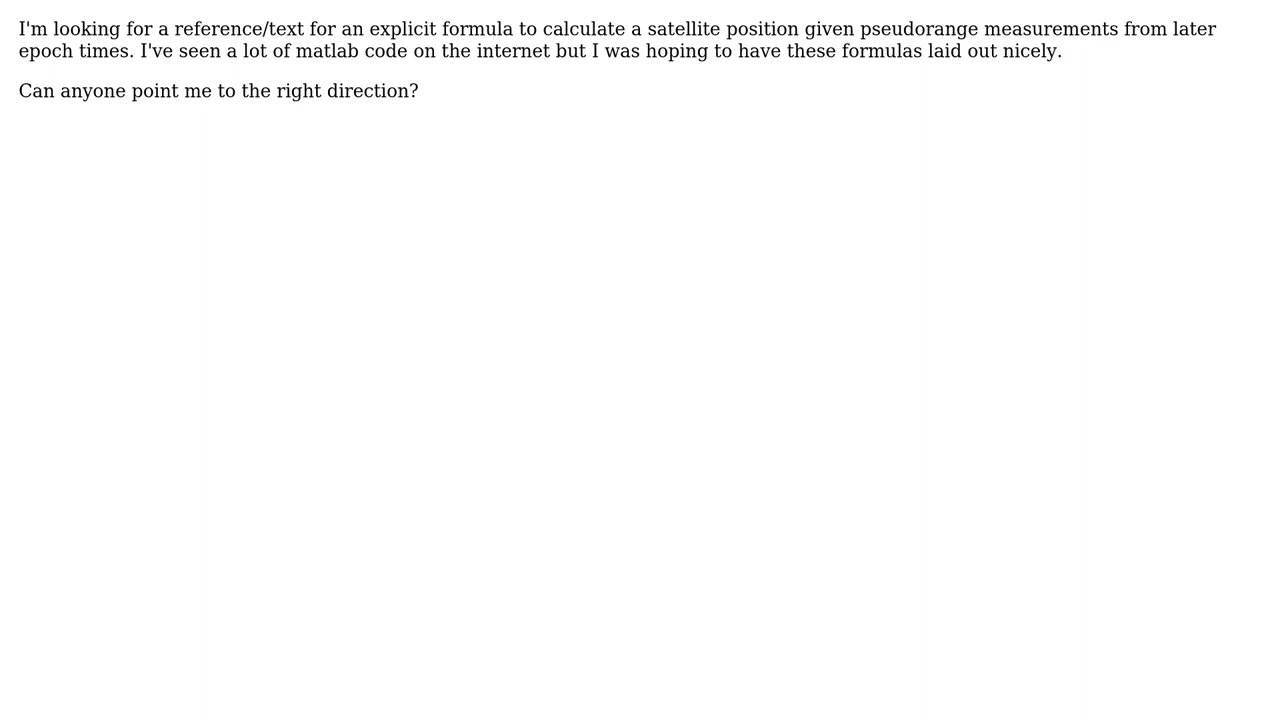 I'm looking for a reference/text for an explicit formula to calculate a satellite position given pseudorange measurements from later
epoch times. I've seen a lot of matlab code on the internet but I was hoping to have these formulas laid out nicely.
Can anyone point me to the right direction?